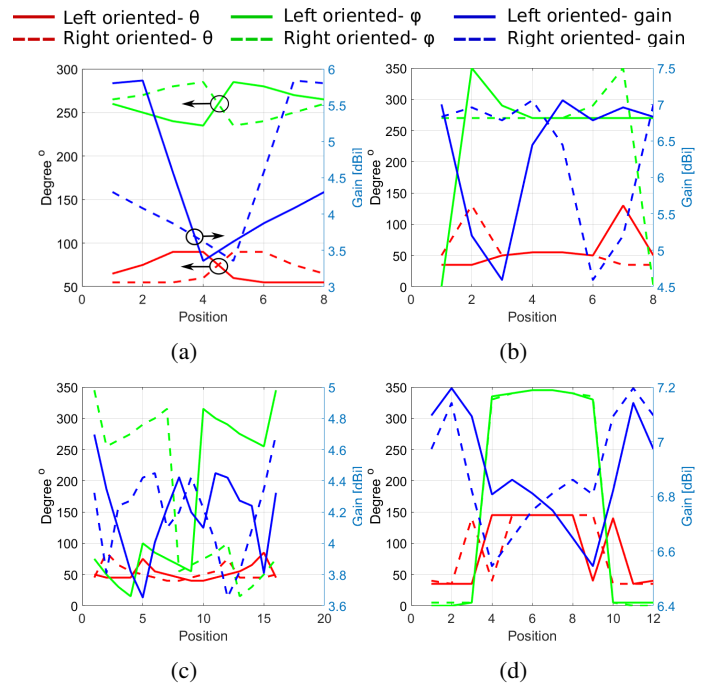 Left oriented- θ Left oriented- φ Left oriented- gain
Right oriented- θ Right oriented- φ Right oriented- gain
300 250 200 150 100 50
Degree °
0 2 4 6 8
Position
6 5.5 5 4.5 4 3.5 3
Gain [dBi]
(a)
350 300 250 200 150 100 50 0
Degree °
0 2 4 6 8
Position
7.5 7 6.5 6 5.5 5 4.5
Gain [dBi]
(b)
350 300 250 200 150 100 50 0
Degree °
0 5 10 15 20
Position
5 4.8 4.6 4.4 4.2 4 3.8 3.6
Gain [dBi]
(c)
350 300 250 200 150 100 50 0
Degree °
0 2 4 6 8 10 12
Position
7.2 7 6.8 6.6 6.4
Gain [dBi]
(d)